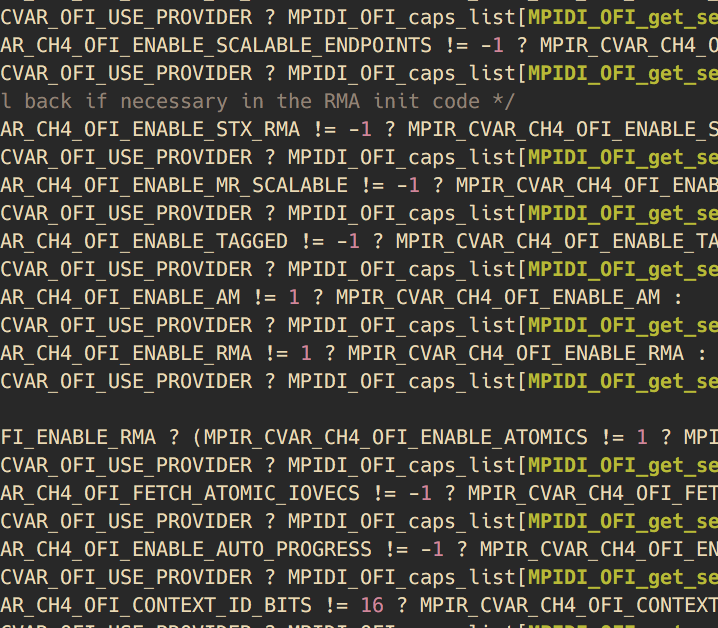 CVAR_OFI_USE_PROVIDER ? MPIDI_OFI_caps_list[MPIDI_OFI_get_se
AR_CH4_OFI_ENABLE_SCALABLE_ENDPOINTS != -1 ? MPIR_CVAR_CH4_O
CVAR_OFI_USE_PROVIDER ? MPIDI_OFI_caps_list[MPIDI_OFI_get_se
l back if necessary in the RMA init code */
AR_CH4_OFI_ENABLE_STX_RMA != -1 ? MPIR_CVAR_CH4_OFI_ENABLE_S
CVAR_OFI_USE_PROVIDER ? MPIDI_OFI_caps_list[MPIDI_OFI_get_se
AR_CH4_OFI_ENABLE_MR_SCALABLE != -1 ? MPIR_CVAR_CH4_OFI_ENAB
CVAR_OFI_USE_PROVIDER ? MPIDI_OFI_caps_list[MPIDI_OFI_get_se
AR_CH4_OFI_ENABLE_TAGGED != -1 ? MPIR_CVAR_CH4_OFI_ENABLE_TA
CVAR_OFI_USE_PROVIDER ? MPIDI_OFI_caps_list[MPIDI_OFI_get_se
AR_CH4_OFI_ENABLE_AM != 1 ? MPIR_CVAR_CH4_OFI_ENABLE_AM :
CVAR_OFI_USE_PROVIDER ? MPIDI_OFI_caps_list[MPIDI_OFI_get_se
AR_CH4_OFI_ENABLE_RMA != 1 ? MPIR_CVAR_CH4_OFI_ENABLE_RMA :
CVAR_OFI_USE_PROVIDER ? MPIDI_OFI_caps_list[MPIDI_OFI_get_se
FI_ENABLE_RMA ? (MPIR_CVAR_CH4_OFI_ENABLE_ATOMICS != 1 ? MPI
CVAR_OFI_USE_PROVIDER ? MPIDI_OFI_caps_list[MPIDI_OFI_get_se
AR_CH4_OFI_FETCH_ATOMIC_IOVECS != -1 ? MPIR_CVAR_CH4_OFI_FET
CVAR_OFI_USE_PROVIDER ? MPIDI_OFI_caps_list[MPIDI_OFI_get_se
AR_CH4_OFI_ENABLE_AUTO_PROGRESS != -1 ? MPIR_CVAR_CH4_OFI_EN
CVAR_OFI_USE_PROVIDER ? MPIDI_OFI_caps_list[MPIDI_OFI_get_se
AR_CH4_OFI_CONTEXT_ID_BITS != 16 ? MPIR_CVAR_CH4_OFI_CONTEXT